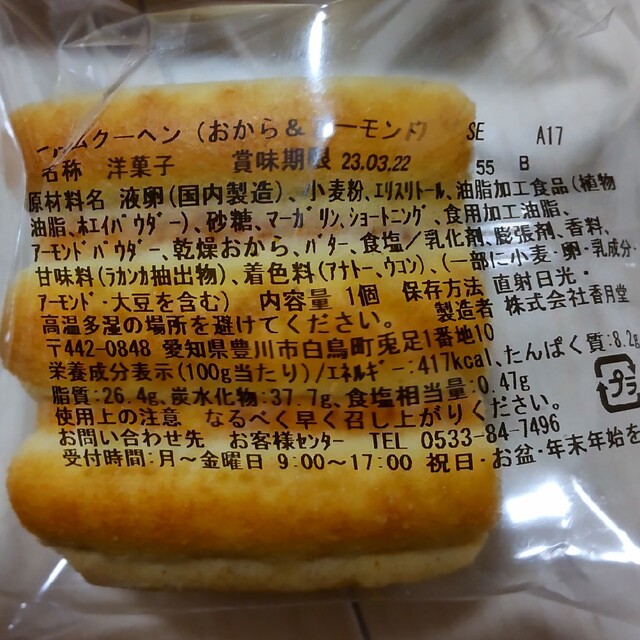 ームクーヘン (おから& ーモンド) SE A17
名称 洋菓子 賞味期限 23.03.22 55 B
原材料名 液卵(国内製造)、小麦粉、エリスリトール、油脂加工食品(植物
油脂、ホエイパウダー)、砂糖、マーガリン、ショートニング、食用加工油脂、
アーモンドパウダー、乾燥おから、バター、食塩/乳化剤、膨張剤、香料、
甘味料(ラカンカ抽出物)、着色料(アナトー、ウコン)、(一部に小麦・卵・乳成分・
アーモンド・大豆を含む) 内容量 1個 保存方法 直射日光・
高温多湿の場所を避けてください。 製造者 株式会社香月堂
〒442-0848 愛知県豊川市白鳥町兎足1番地10
栄養成分表示(100g当たり)/エネルギー:417kcal、たんぱく質:8.2g
脂質:26.4g、炭水化物:37.7g、食塩相当量:0.47g
使用上の注意 なるべく早く召し上がりください。
お問い合わせ先 お客様センター TEL 0533-84-7496
受付時間:月~金曜日 9:00~17:00 祝日・お盆・年末年始を
プラ